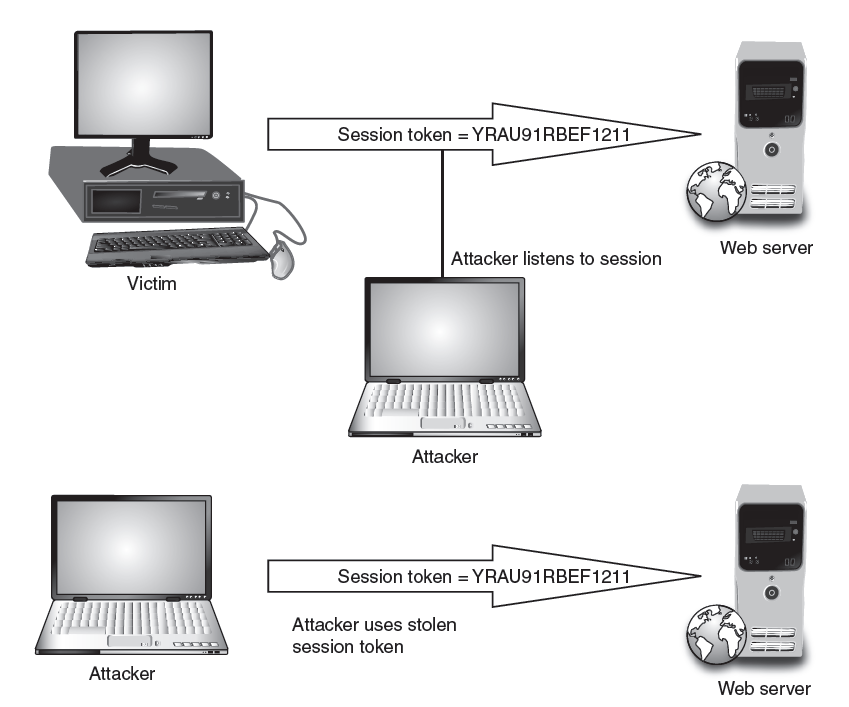 Session token = YRAU91RBEF1211
Web server
Attacker listens to session
Victim
Attacker
Session token = YRAU91RBEF1211
Attacker uses stolen
session token
Attacker
Web server